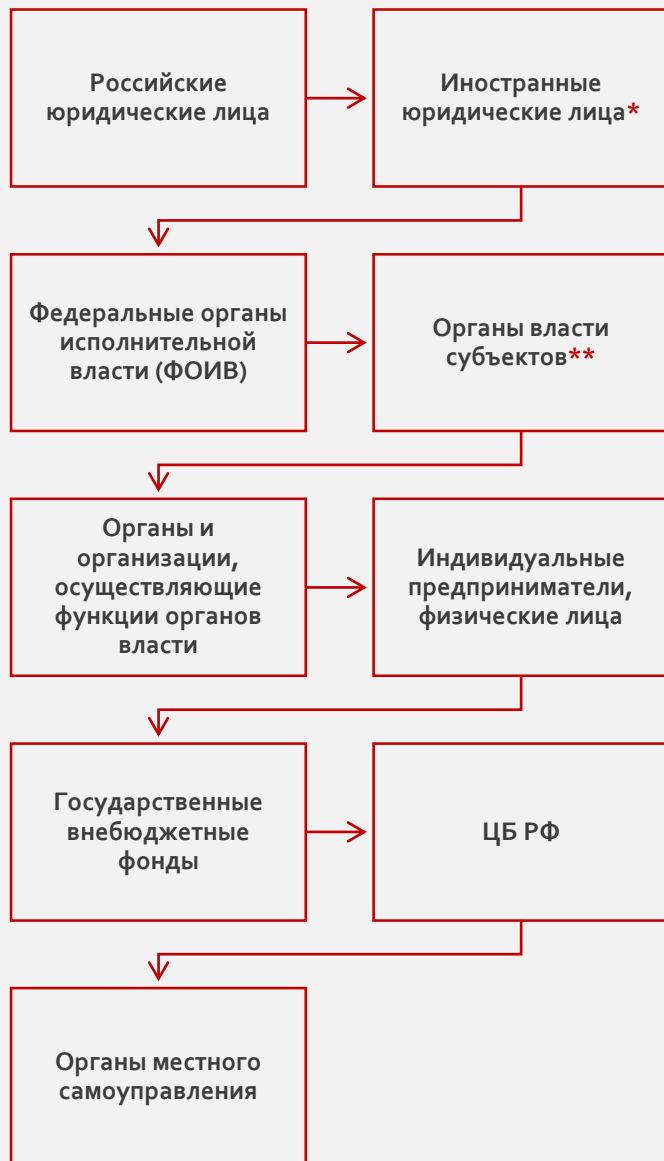 Российские
юридические лица
Иностранные
юридические лица*
Федеральные органы
исполнительной
власти (ФОИВ)
Органы власти
субъектов**
Органы и
организации,
осуществляющие
функции органов
власти
Индивидуальные
предприниматели,
физические лица
Государственные
внебюджетные
фонды
ЦБ РФ
Органы местного
самоуправления